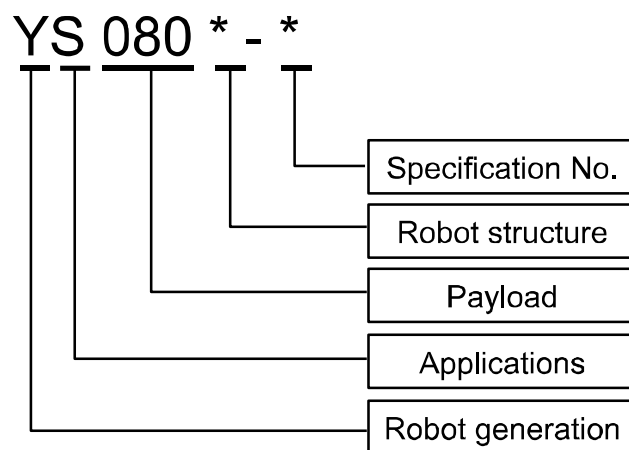 YS 080 * - *
Specification No.
Robot structure
Payload
Applications
Robot generation